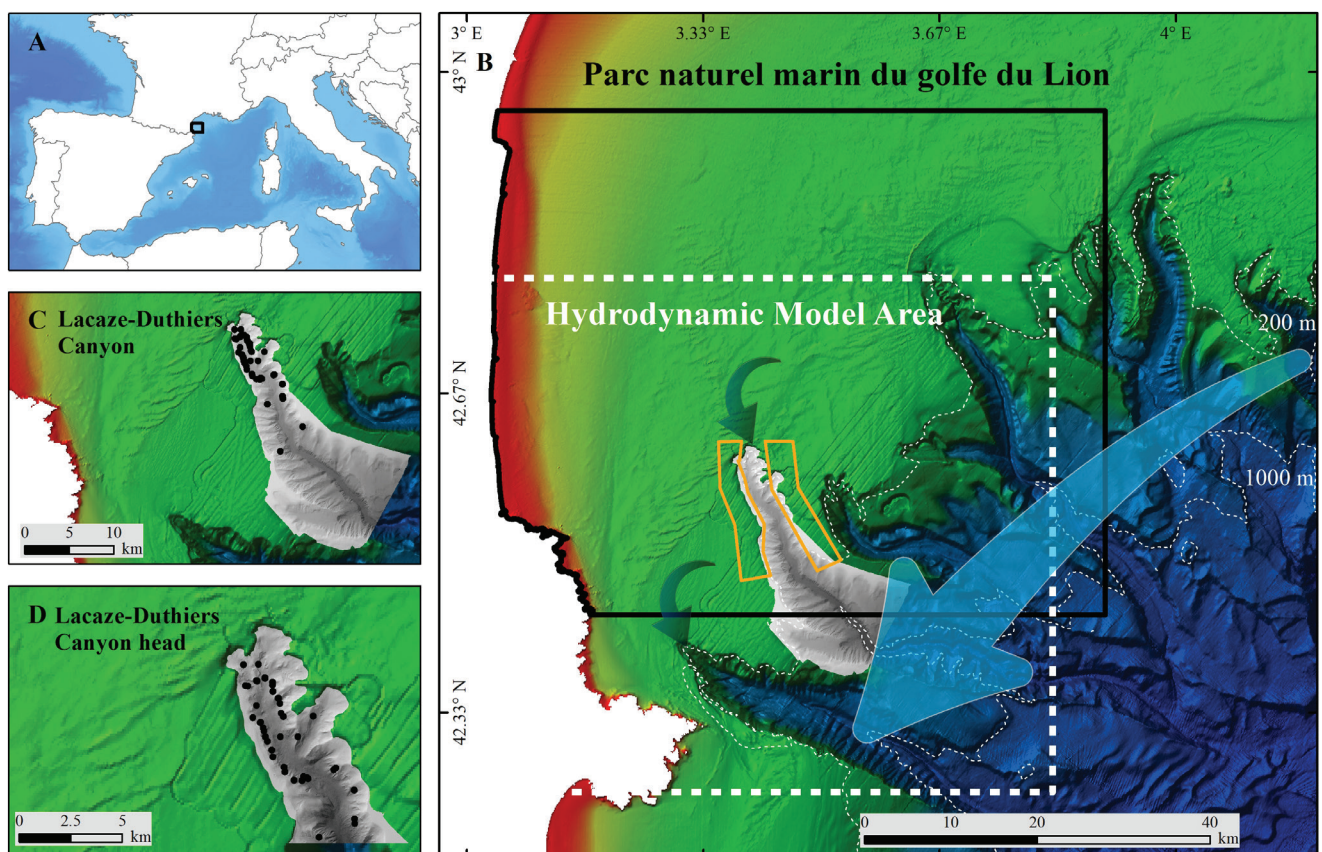 A
3° E
3.33° E
3.67° E
4° E
B
Parc naturel marin du golfe du Lion
43° N
Hydrodynamic Model Area
200 m
42.67° N
1000 m
42.33° N
0
10
20
40
km
C Lacaze-Duthiers
Canyon
0
5
10
km
D Lacaze-Duthiers
Canyon head
0
2.5
5
km